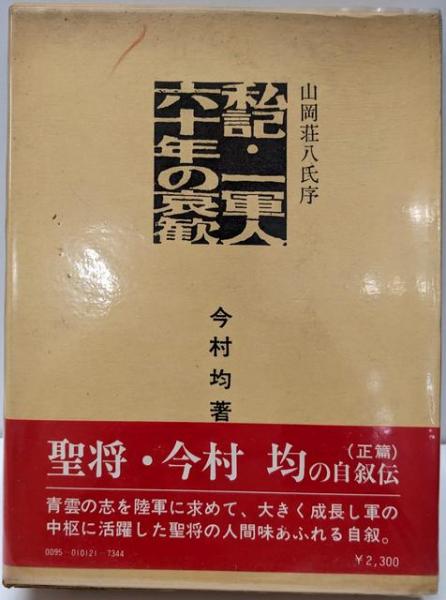 山岡荘八氏序
私記・一軍人
六十年の哀歓
今村均著
(正篇)
聖将・今村 均の自叙伝
青雲の志を陸軍に求めて、大きく成長し軍の
中枢に活躍した聖将の人間味あふれる自叙。
0095-010121-7344
¥2,300